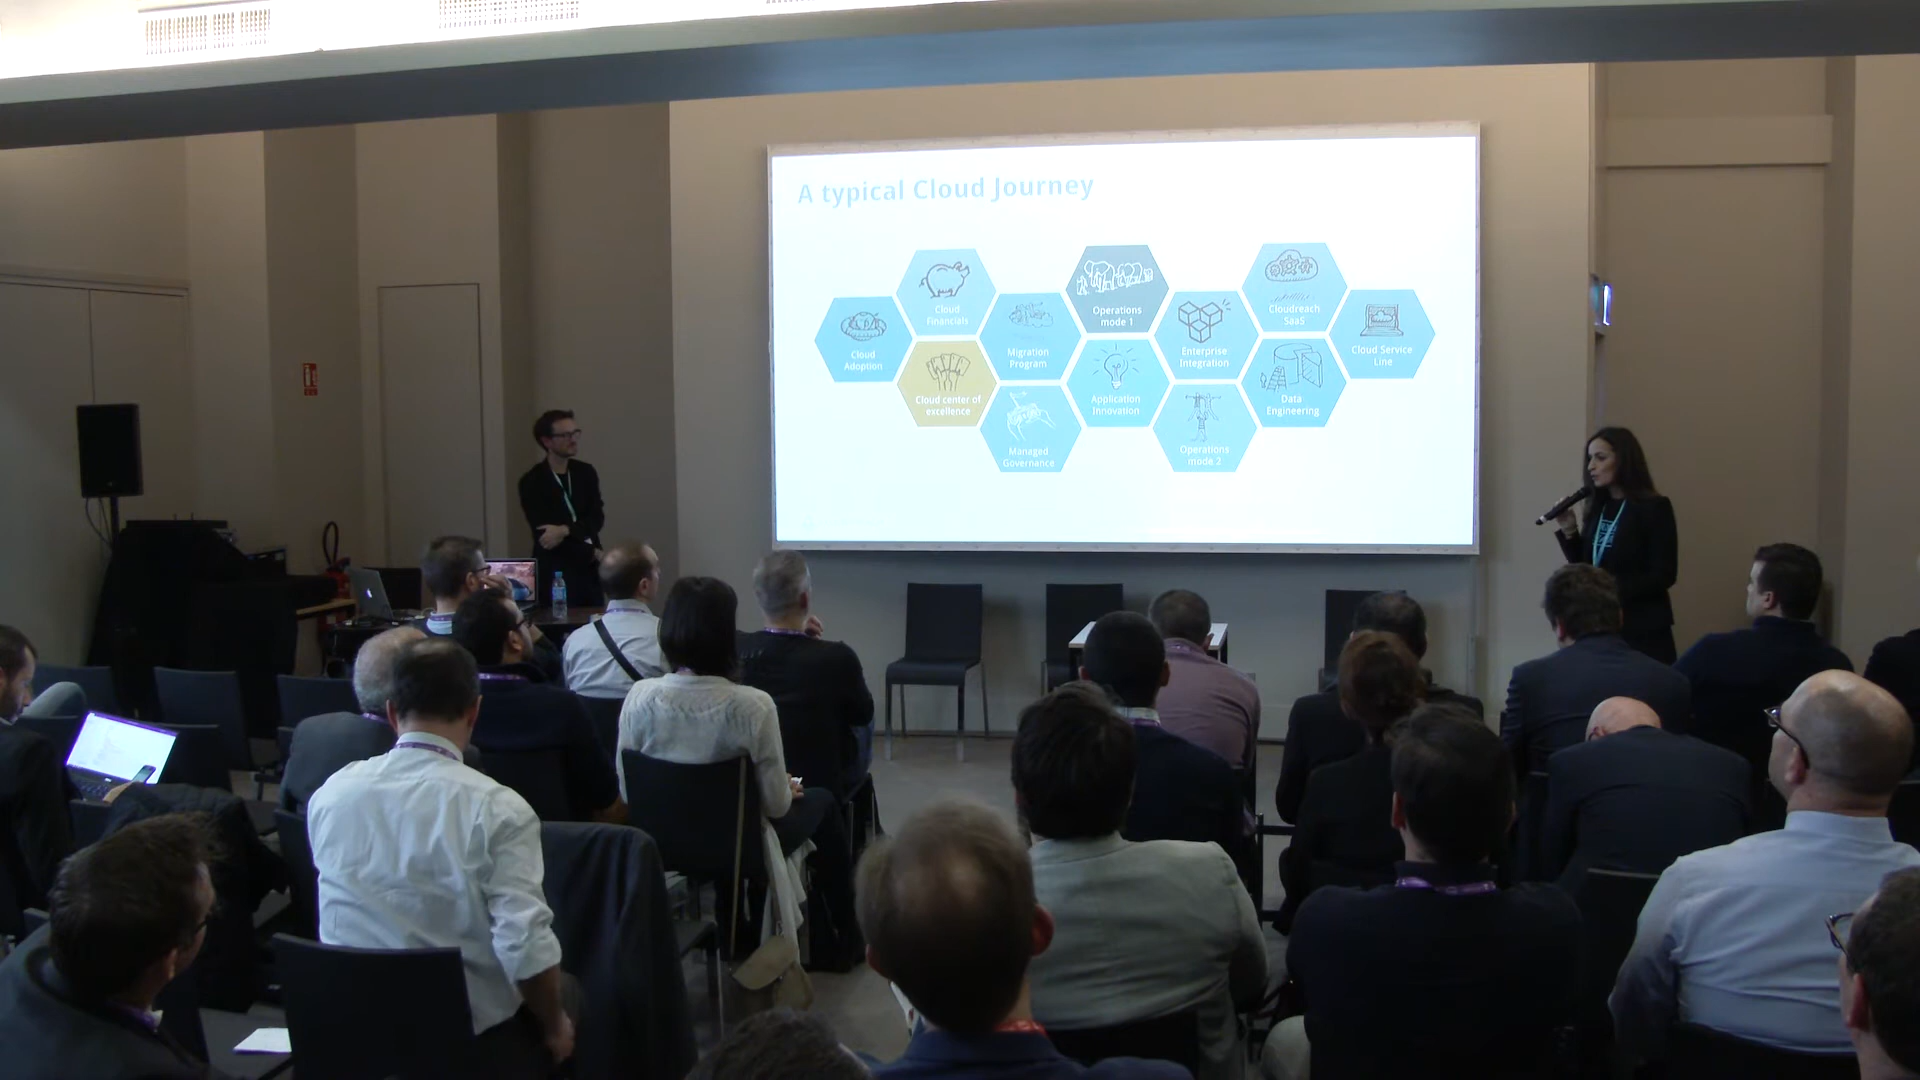 A typical Cloud Journey
Cloud
Adoption
Cloud
Financials
Cloud center of
excellence
Migration
Program
Managed
Governance
Operations
mode 1
Application
Innovation
Enterprise
Integration
Operations
mode 2
Cloudreach
SaaS
Data
Engineering
Cloud Service
Line